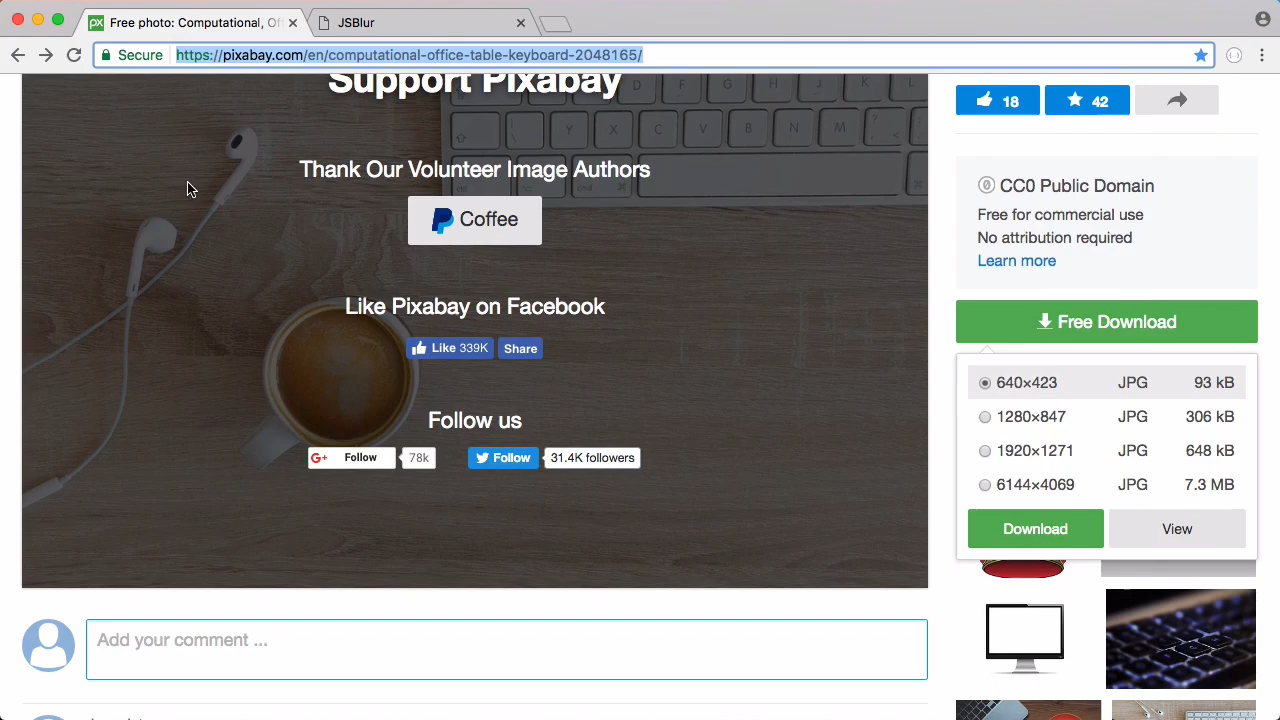 Free photo: Computational, Of
JSBlur
Secure
https://pixabay.com/en/computational-office-table-keyboard-2048165/
Support Pixabay
Thank Our Volunteer Image Authors
Coffee
Like Pixabay on Facebook
Like 339K Share
Follow us
G+ Follow 78k
Follow 31.4K followers
Add your comment ...
18 42
CC0 Public Domain
Free for commercial use
No attribution required
Learn more
Free Download
640×423 JPG 93 kB
1280×847 JPG 306 kB
1920×1271 JPG 648 kB
6144×4069 JPG 7.3 MB
Download View